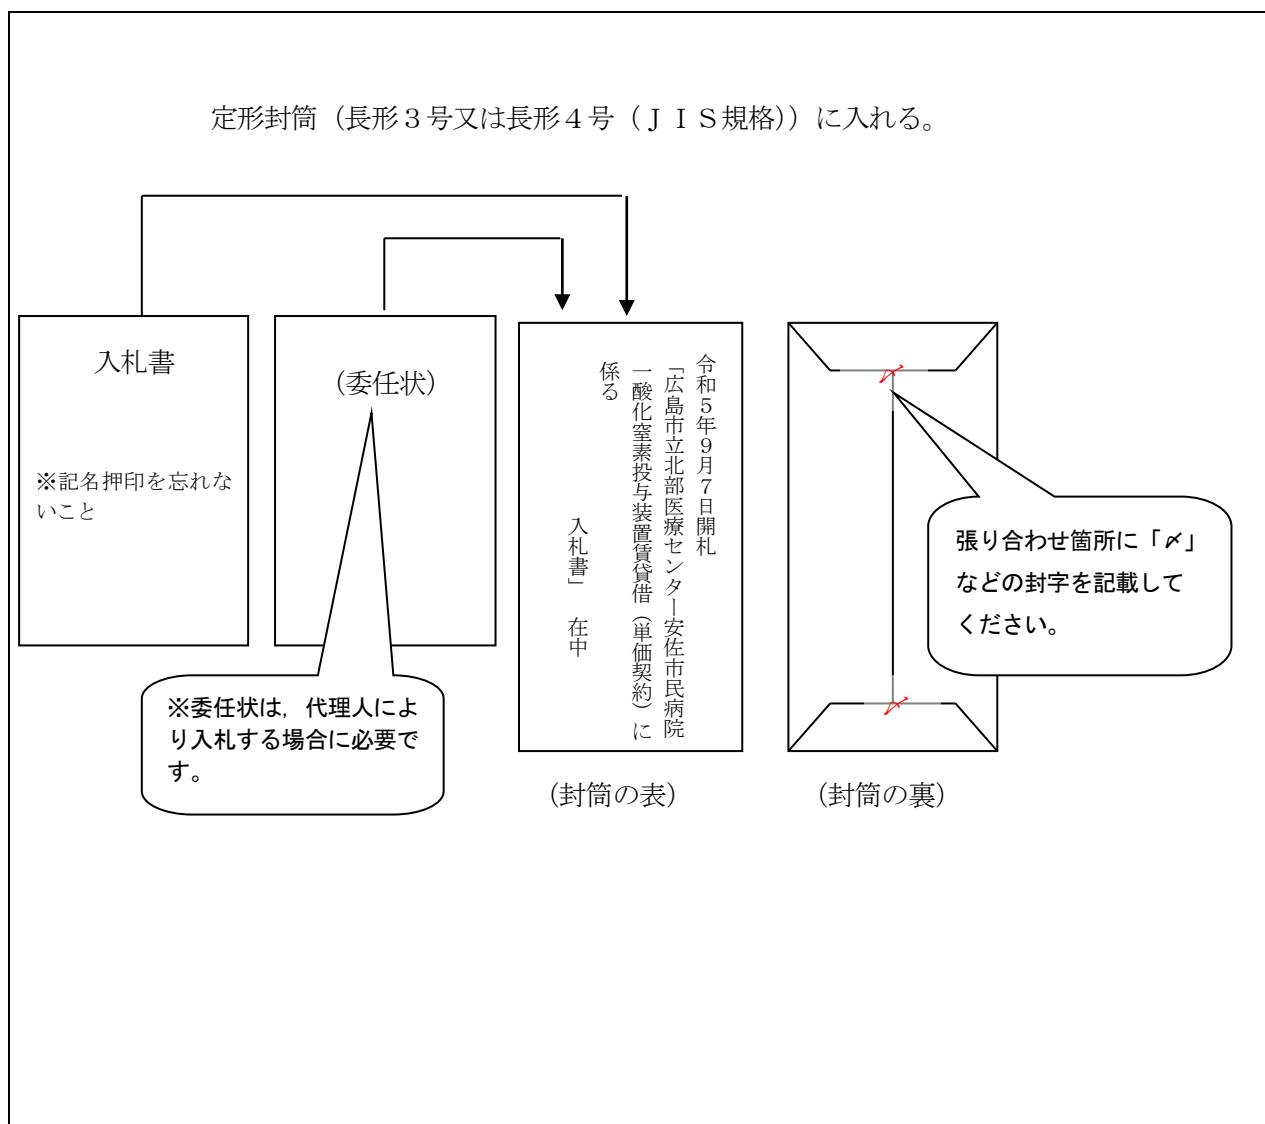 定形封筒（長形３号又は長形４号（ＪＩＳ規格））に入れる。
入札書
※記名押印を忘れな
いこと
（委任状）
※委任状は，代理人によ
り入札する場合に必要で
す。
令和５年９月７日開札
「広島市立北部医療センター安佐市民病院
一酸化窒素投与装置賃貸借（単価契約）に
係る
入札書」　在中
（封筒の表）
〆
〆
張り合わせ箇所に「〆」
などの封字を記載して
ください。
（封筒の裏）